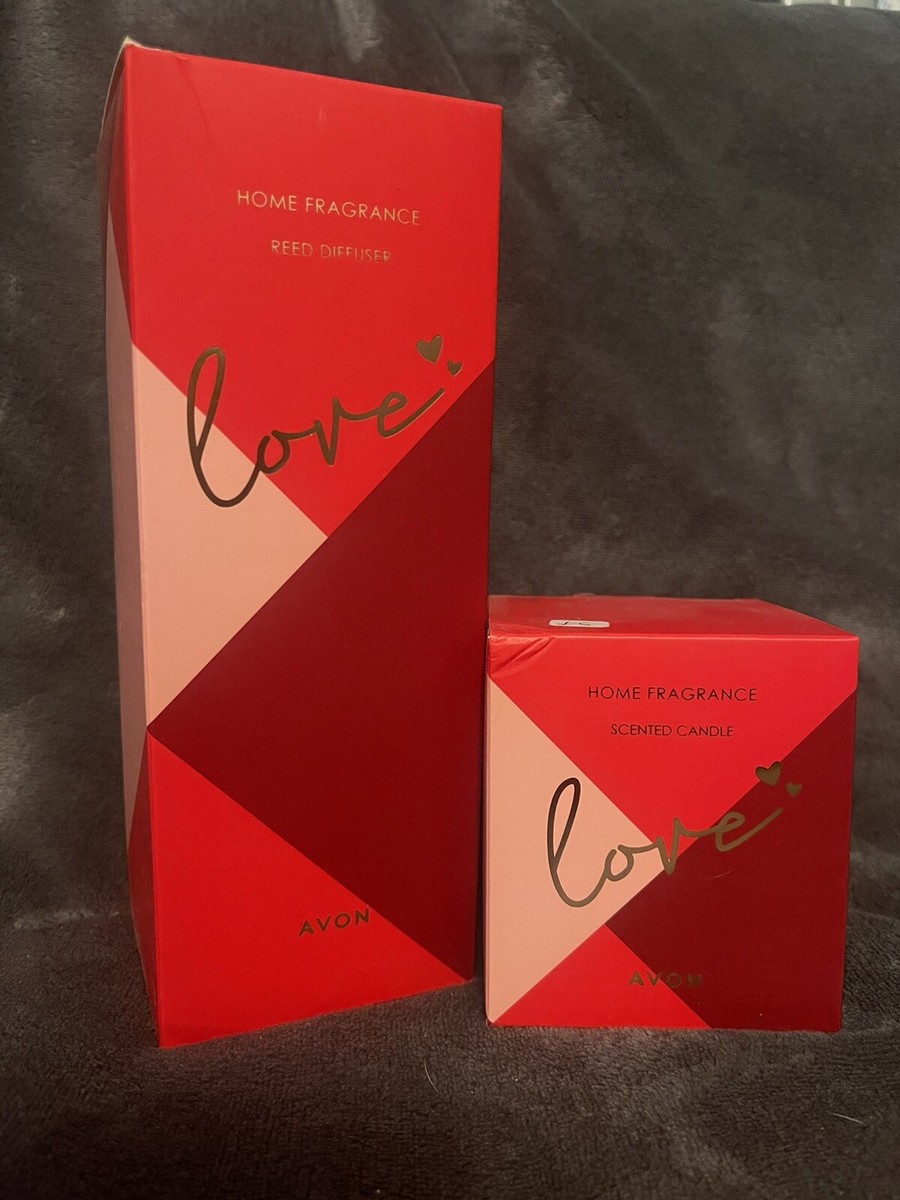 HOME FRAGRANCE
REED DIFFUSER
love
AVON
HOME FRAGRANCE
SCENTED CANDLE
love
AVON